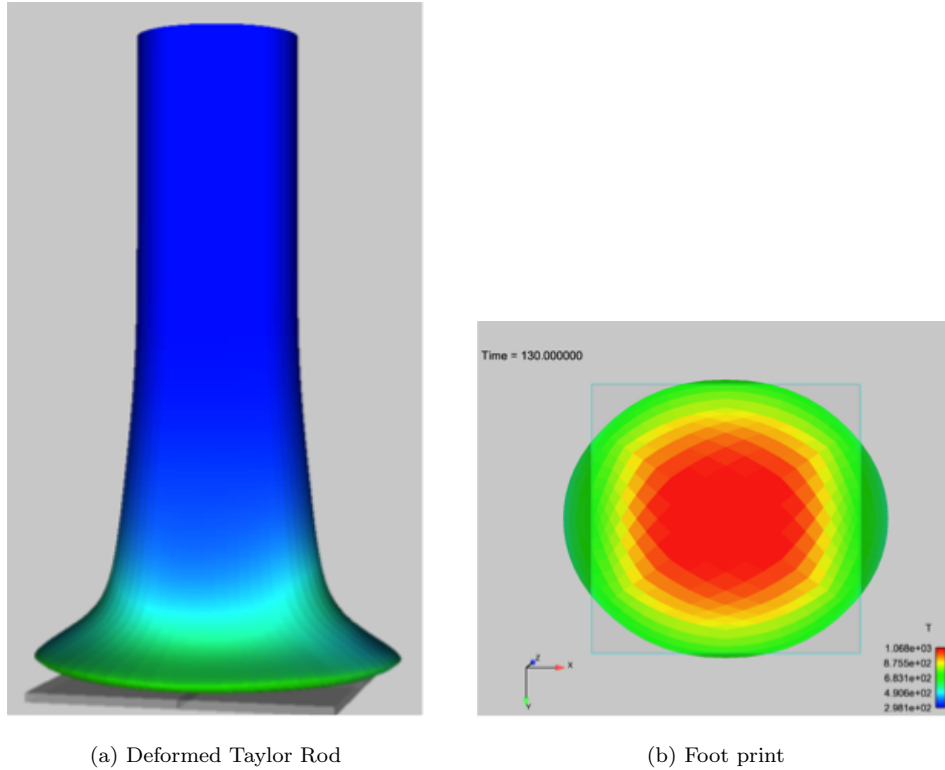 Time = 130.000000
Z
X
Y
T
1.068e+03
8.755e+02
6.831e+02
4.906e+02
2.981e+02
(a) Deformed Taylor Rod
(b) Foot print